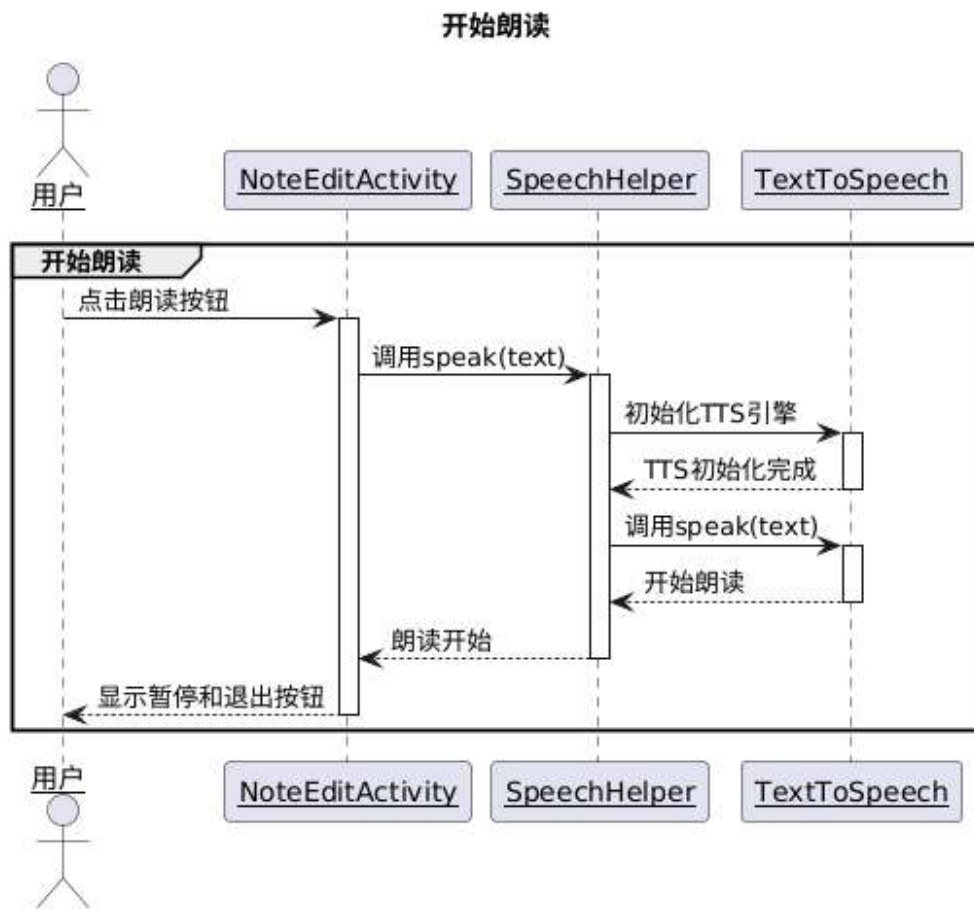 开始朗读
用户
NoteEditActivity
SpeechHelper
TextToSpeech
开始朗读
点击朗读按钮
调用speak(text)
初始化TTS引擎
TTS初始化完成
调用speak(text)
开始朗读
朗读开始
显示暂停和退出按钮
用户
NoteEditActivity
SpeechHelper
TextToSpeech